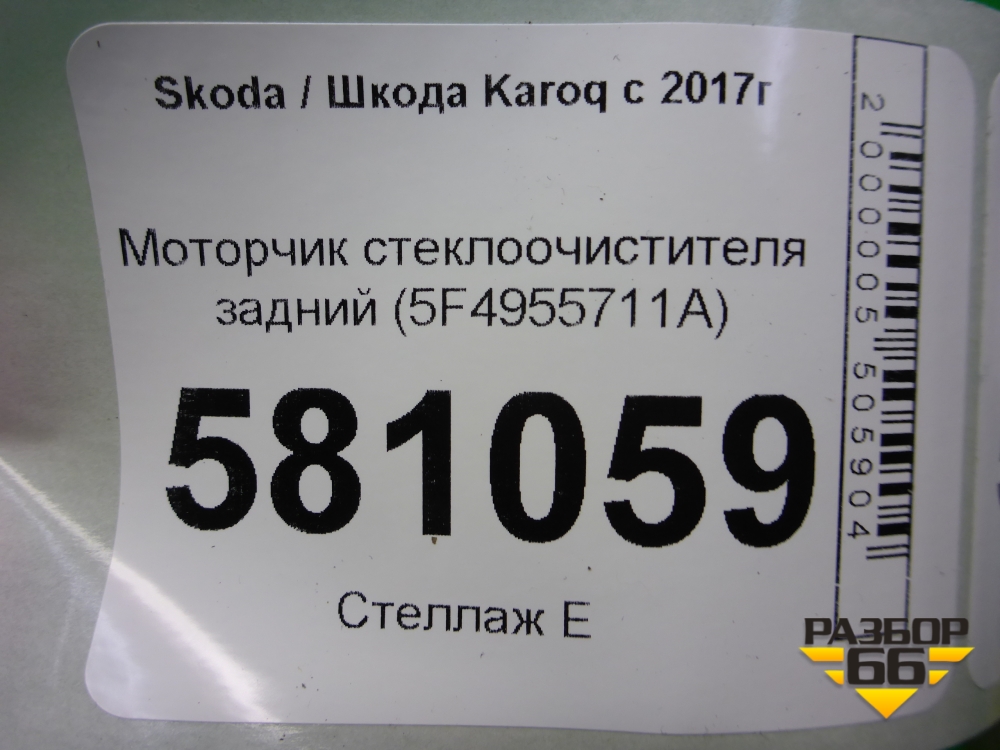 Skoda / Шкода Karoq с 2017г
Моторчик стеклоочистителя
задний (5F4955711A)
581059
Стеллаж Е
2000005505904
РАЗБОР
66